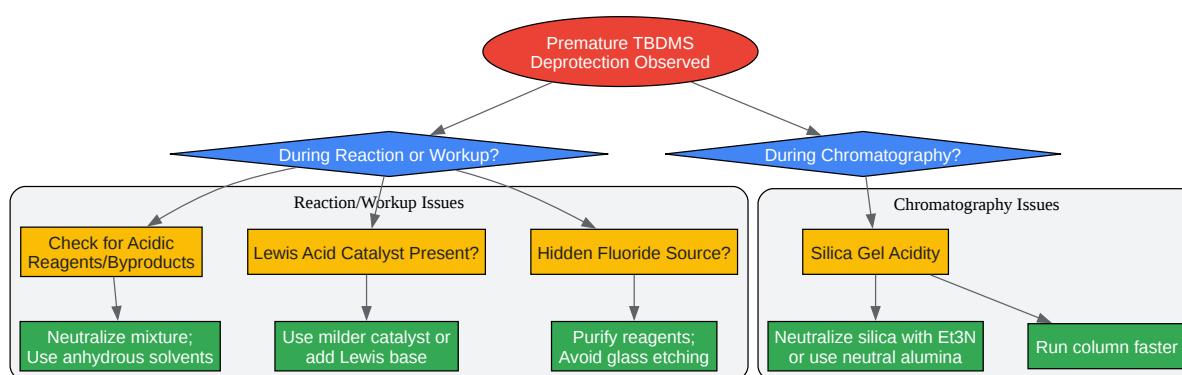 Premature TBDMS
Deprotection Observed
During Reaction or Workup?
During Chromatography?
Reaction/Workup Issues
Chromatography Issues
Check for Acidic
Reagents/Byproducts
Lewis Acid Catalyst Present?
Hidden Fluoride Source?
Silica Gel Acidity
Neutralize mixture;
Use anhydrous solvents
Use milder catalyst or
add Lewis base
Purify reagents;
Avoid glass etching
Neutralize silica with Et3N
or use neutral alumina
Run column faster